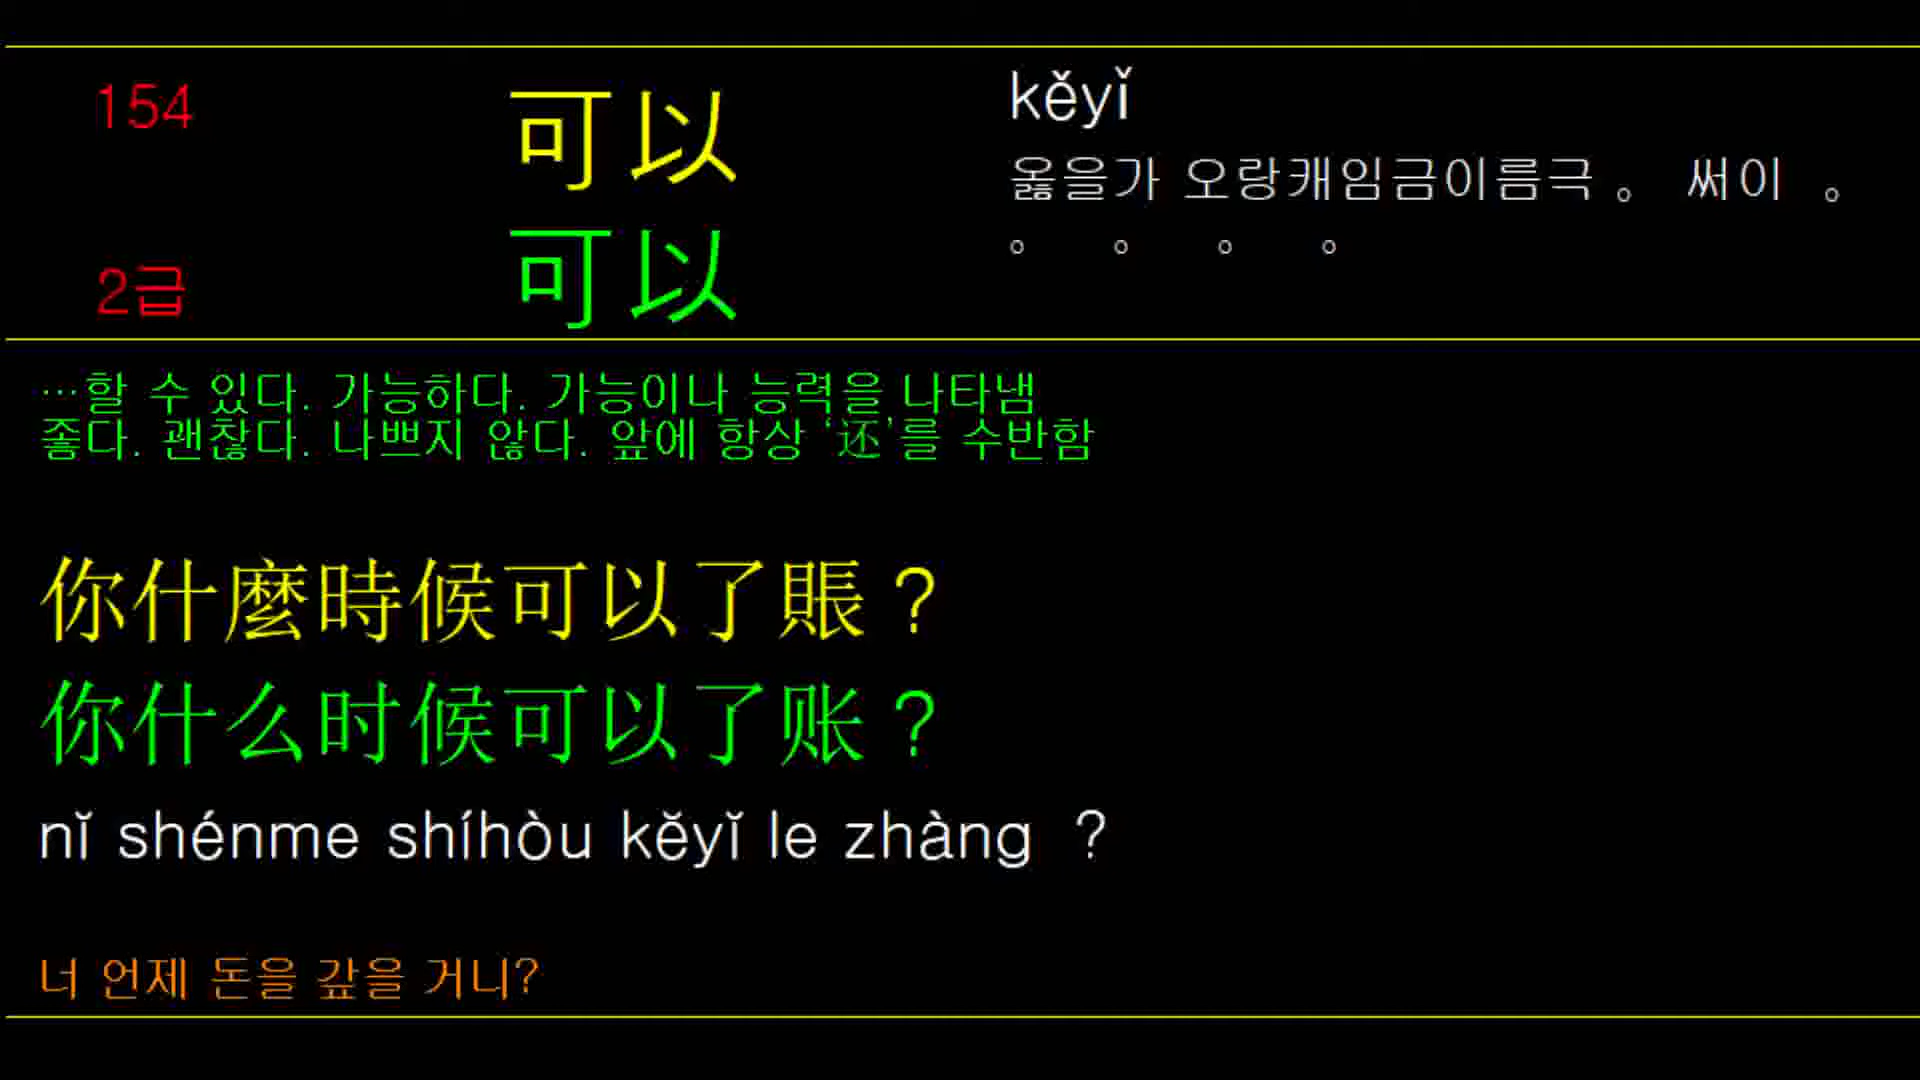 154
可以
kěyǐ
옳을가 오랑캐임금이름극 。 써이 。
。 。 。 。
2급
可以
…할 수 있다. 가능하다. 가능이나 능력을 나타냄
좋다. 괜찮다. 나쁘지 않다. 앞에 항상 ‘还’를 수반함
你什麼時候可以了賬？
你什么时候可以了账？
nǐ shénme shíhòu kěyǐ le zhàng ？
너 언제 돈을 갚을 거니?